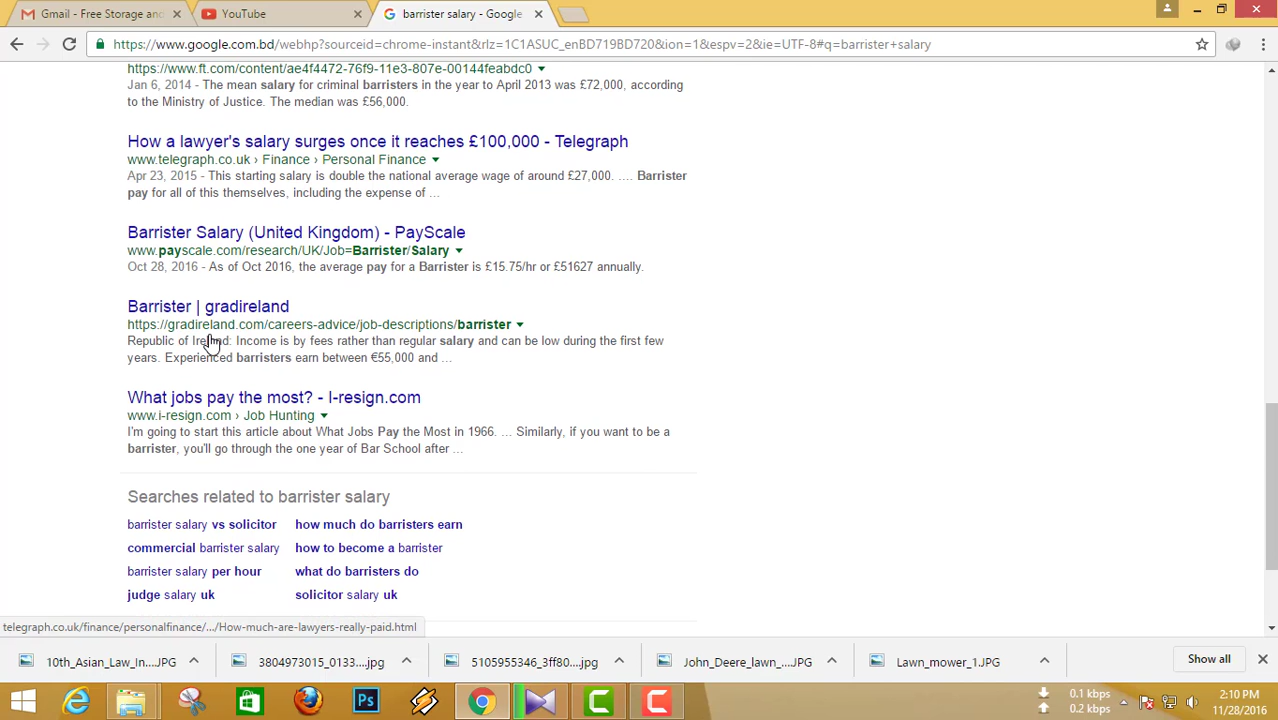 Gmail - Free Storage and
YouTube
barrister salary - Google
https://www.google.com.bd/webhp?sourceid=chrome-instant&rlz=1C1ASUC_enBD719BD720&ion=1&espv=2&ie=UTF-8#q=barrister+salary
https://www.ft.com/content/ae4f4472-76f9-11e3-807e-00144feabdc0
Jan 6, 2014 - The mean salary for criminal barristers in the year to April 2013 was £72,000, according
to the Ministry of Justice. The median was £56,000.
How a lawyer's salary surges once it reaches £100,000 - Telegraph
www.telegraph.co.uk › Finance › Personal Finance
Apr 23, 2015 - This starting salary is double the national average wage of around £27,000. .... Barrister
pay for all of this themselves, including the expense of ...
Barrister Salary (United Kingdom) - PayScale
www.payscale.com/research/UK/Job=Barrister/Salary
Oct 28, 2016 - As of Oct 2016, the average pay for a Barrister is £15.75/hr or £51627 annually.
Barrister | gradireland
https://gradireland.com/careers-advice/job-descriptions/barrister
Republic of Ireland: Income is by fees rather than regular salary and can be low during the first few
years. Experienced barristers earn between €55,000 and ...
What jobs pay the most? - I-resign.com
www.i-resign.com › Job Hunting
I'm going to start this article about What Jobs Pay the Most in 1966. ... Similarly, if you want to be a
barrister, you'll go through the one year of Bar School after ...
Searches related to barrister salary
barrister salary vs solicitor
how much do barristers earn
commercial barrister salary
how to become a barrister
barrister salary per hour
what do barristers do
judge salary uk
solicitor salary uk
telegraph.co.uk/finance/personalfinance/.../How-much-are-lawyers-really-paid.html
10th_Asian_Law_In....JPG
3804973015_0133....jpg
5105955346_3ff80....jpg
John_Deere_lawn_....JPG
Lawn_mower_1.JPG
Show all
Ps
0.1 kbps
0.2 kbps
2:10 PM
11/28/2016